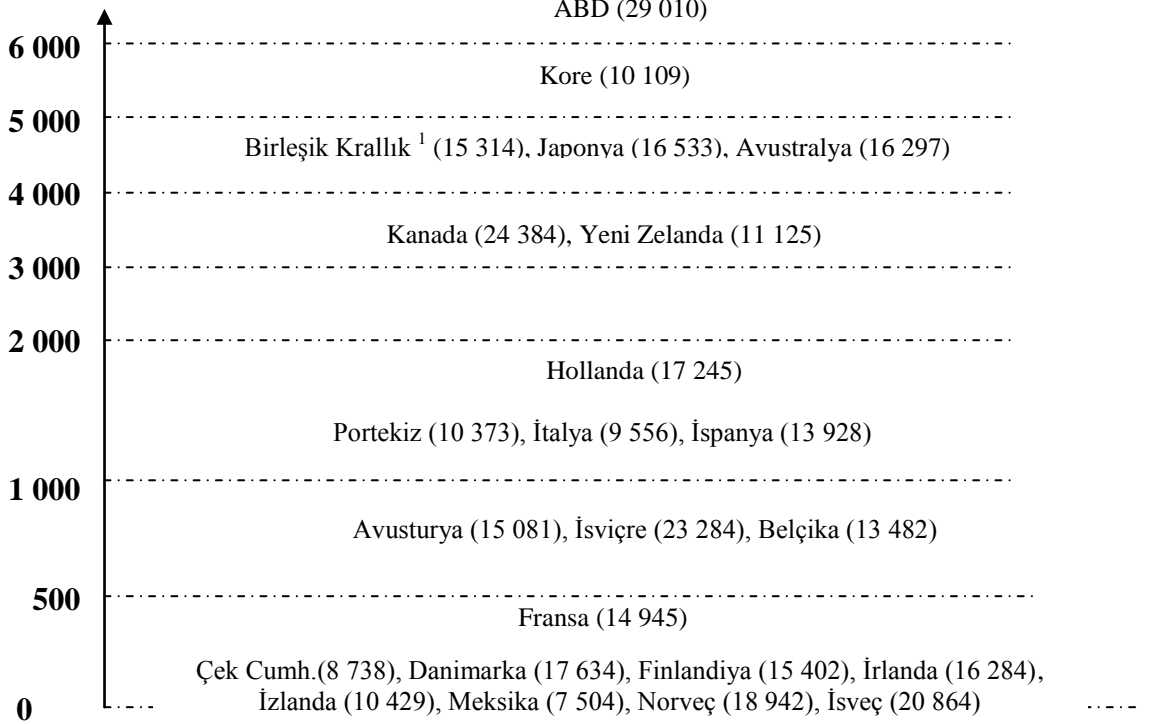 ABD (29 010)
6 000
Kore (10 109)
5 000
Birleşik Krallık 1 (15 314), Japonya (16 533), Avustralya (16 297)
4 000
Kanada (24 384), Yeni Zelanda (11 125)
3 000
2 000
Hollanda (17 245)
Portekiz (10 373), İtalya (9 556), İspanya (13 928)
1 000
Avusturya (15 081), İsviçre (23 284), Belçika (13 482)
500
Fransa (14 945)
Çek Cumh.(8 738), Danimarka (17 634), Finlandiya (15 402), İrlanda (16 284),
İzlanda (10 429), Meksika (7 504), Norveç (18 942), İsveç (20 864)
0